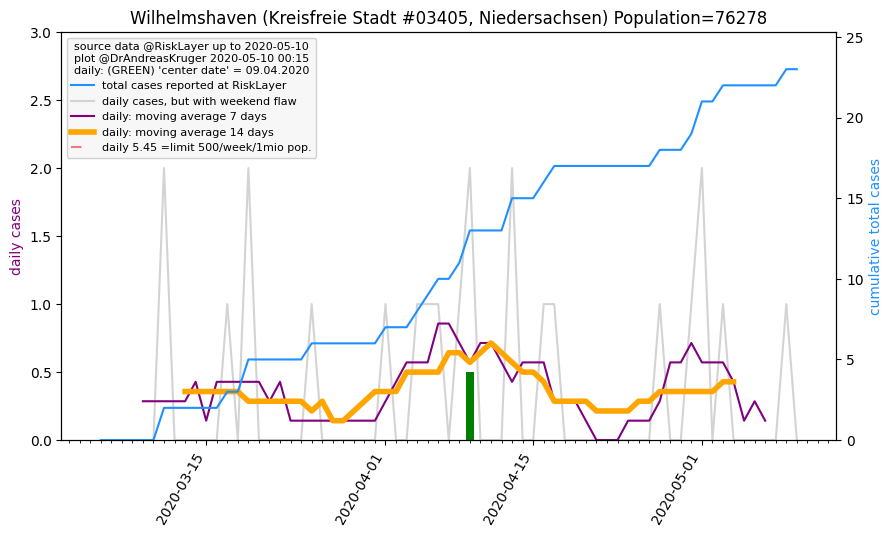 Wilhelmshaven (Kreisfreie Stadt #03405, Niedersachsen) Population=76278
source data @RiskLayer up to 2020-05-10
plot @DrAndreasKruger 2020-05-10 00:15
daily: (GREEN) 'center date' = 09.04.2020
total cases reported at RiskLayer
daily cases, but with weekend flaw
daily: moving average 7 days
daily: moving average 14 days
daily 5.45 =limit 500/week/1mio pop.
daily cases
3.0
2.5
2.0
1.5
1.0
0.5
0.0
25
20
15
10
5
0
cumulative total cases
2020-03-15
2020-04-01
2020-04-15
2020-05-01